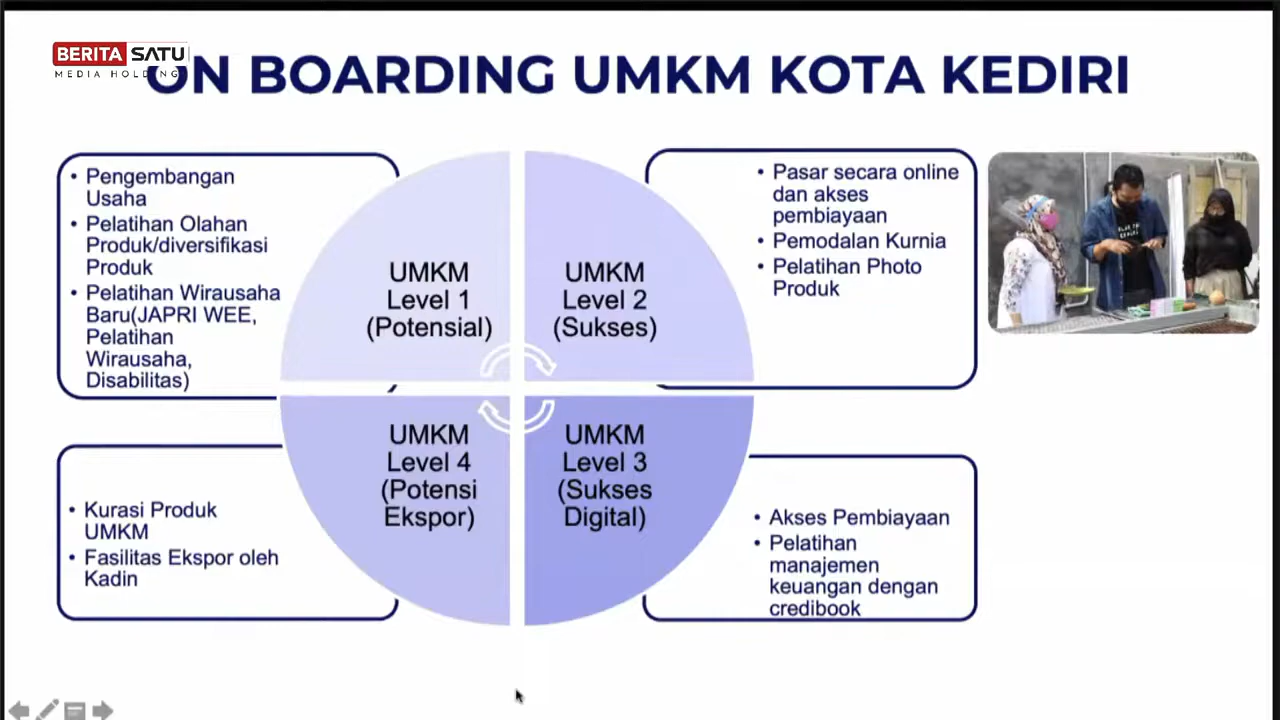 BERITA SATU
MEDIA HOLDING
ON BOARDING UMKM KOTA KEDIRI
• Pengembangan
Usaha
• Pelatihan Olahan
Produk/diversifikasi
Produk
• Pelatihan Wirausaha
Baru(JAPRI WEE,
Pelatihan
Wirausaha,
Disabilitas)
UMKM
Level 1
(Potensial)
UMKM
Level 2
(Sukses)
• Pasar secara online
dan akses
pembiayaan
• Pemodalan Kurnia
• Pelatihan Photo
Produk
• Kurasi Produk
UMKM
• Fasilitas Ekspor oleh
Kadin
UMKM
Level 4
(Potensi
Ekspor)
UMKM
Level 3
(Sukses
Digital)
• Akses Pembiayaan
• Pelatihan
manajemen
keuangan dengan
credibook